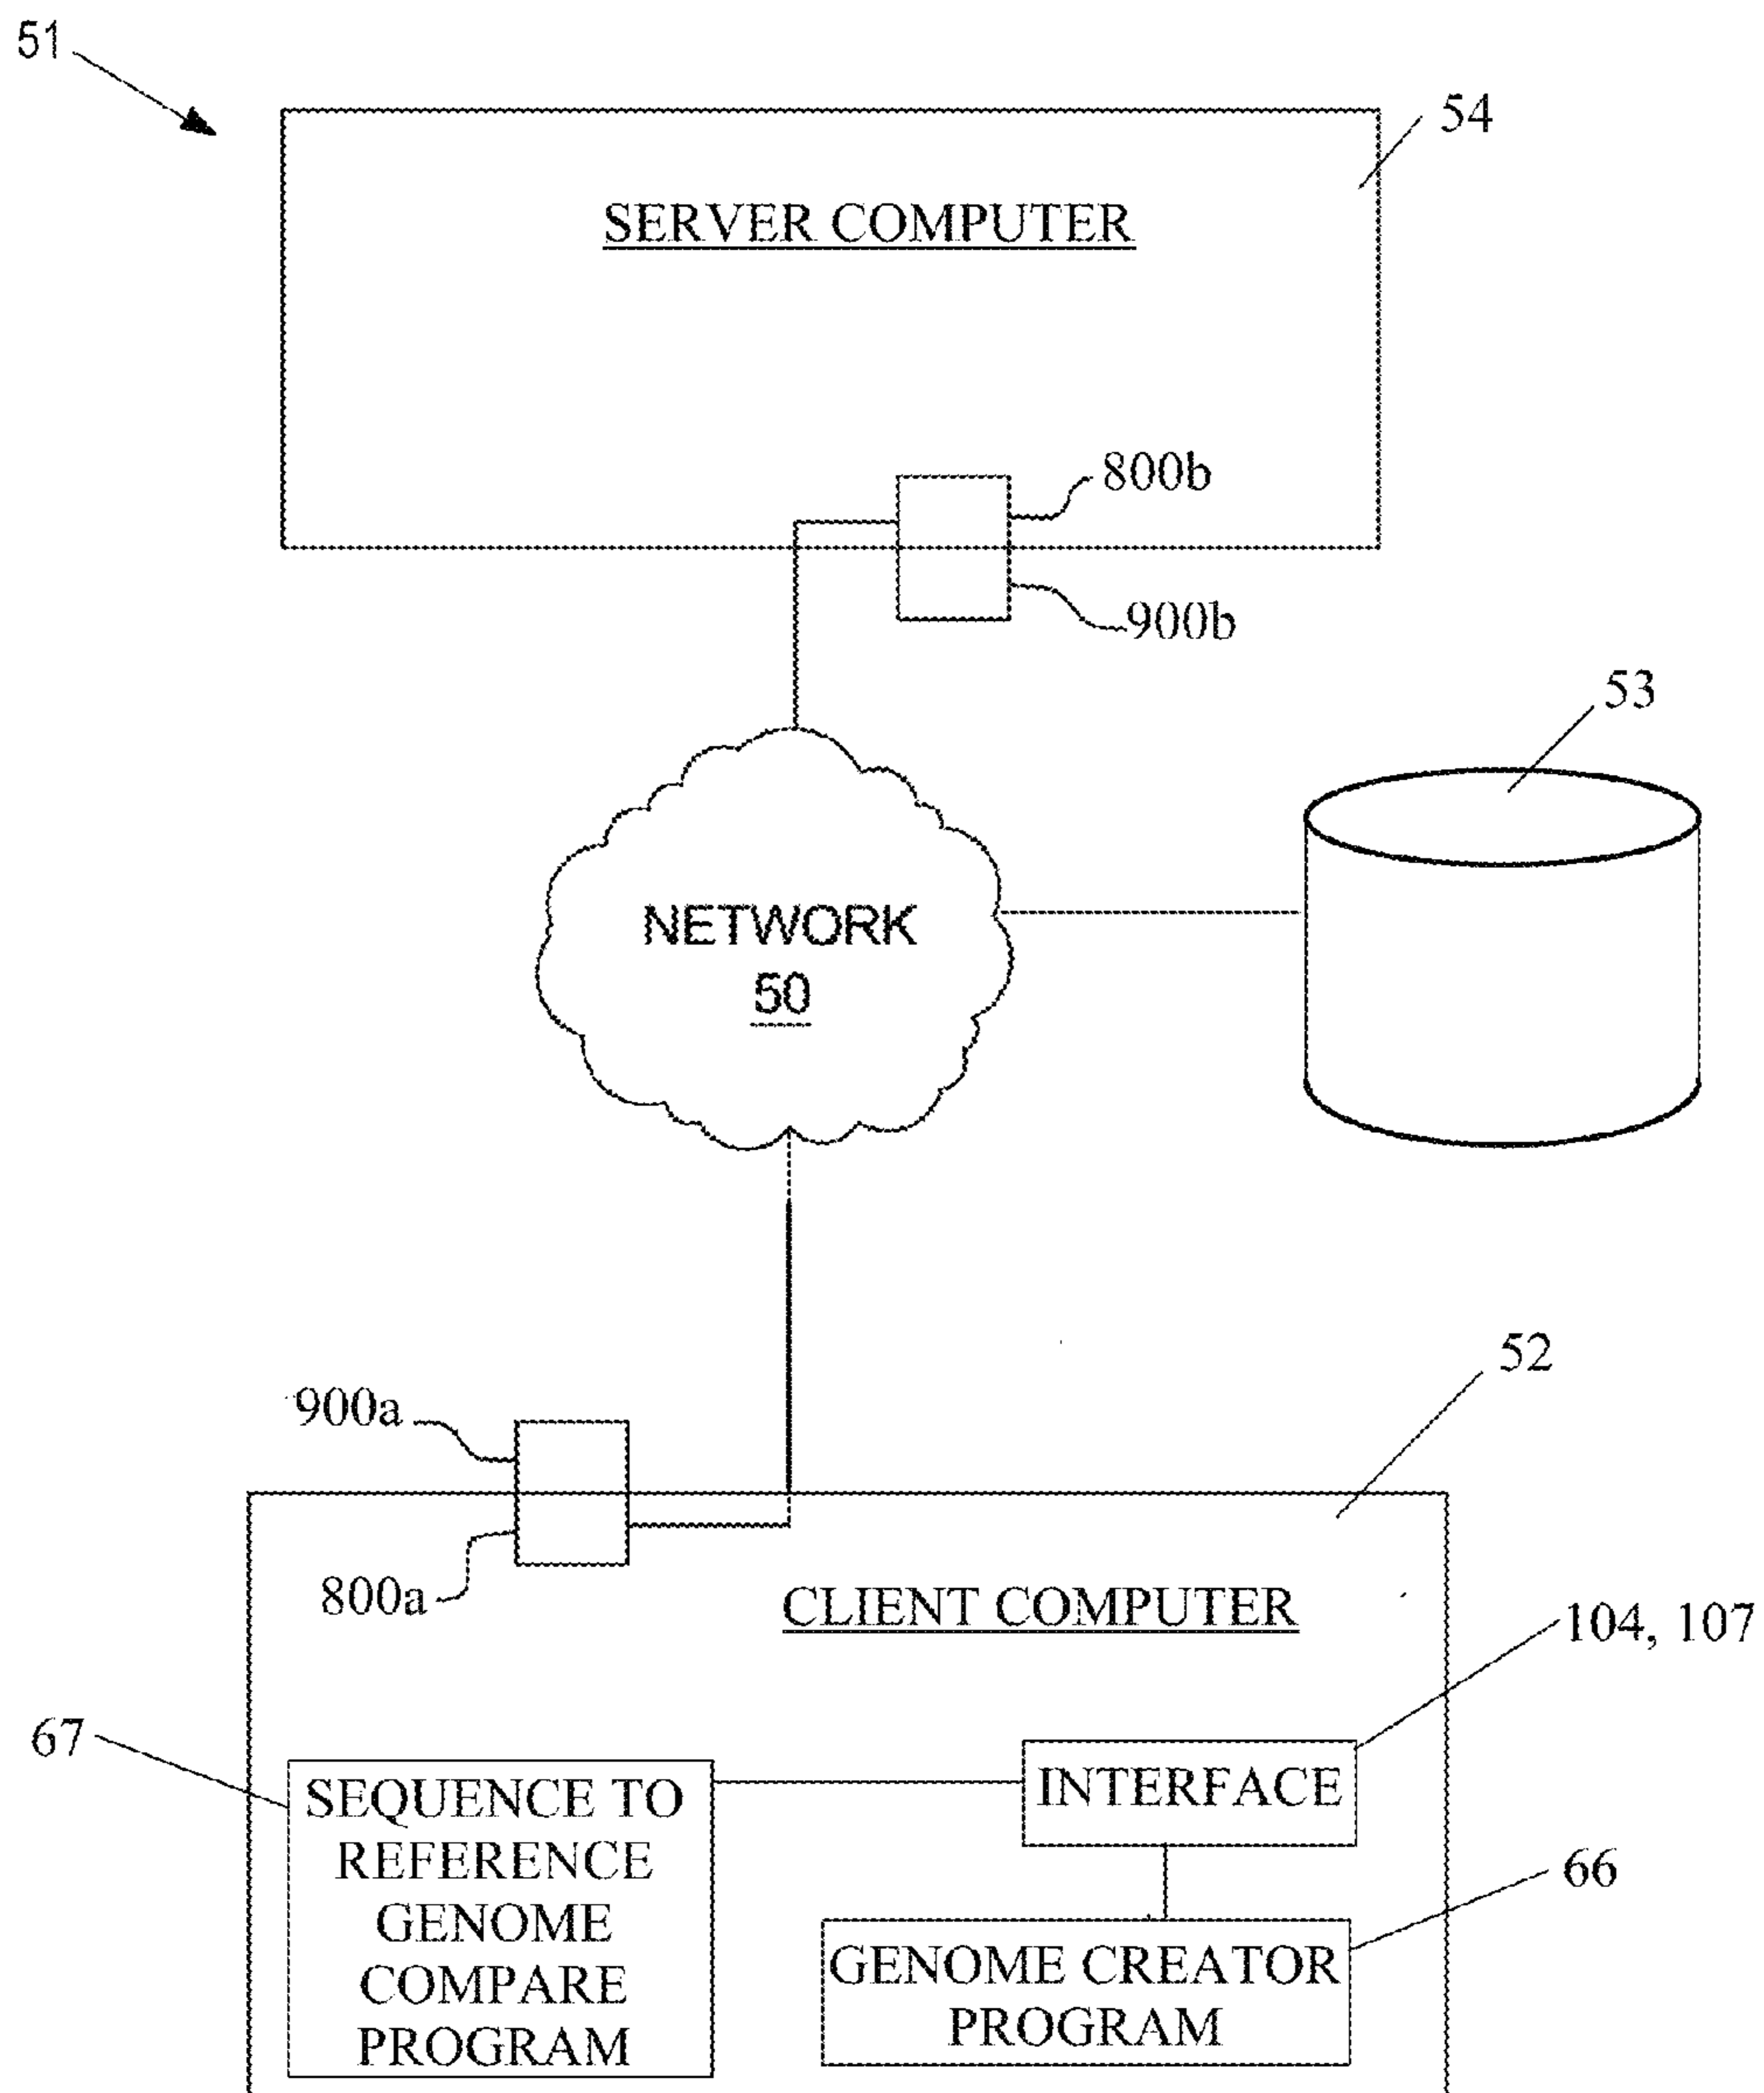 51
54
SERVER COMPUTER
800b
900b
53
NETWORK
50
52
900a
800a
CLIENT COMPUTER
104, 107
67
INTERFACE
SEQUENCE TO
REFERENCE
GENOME
COMPARE
PROGRAM
66
GENOME CREATOR
PROGRAM